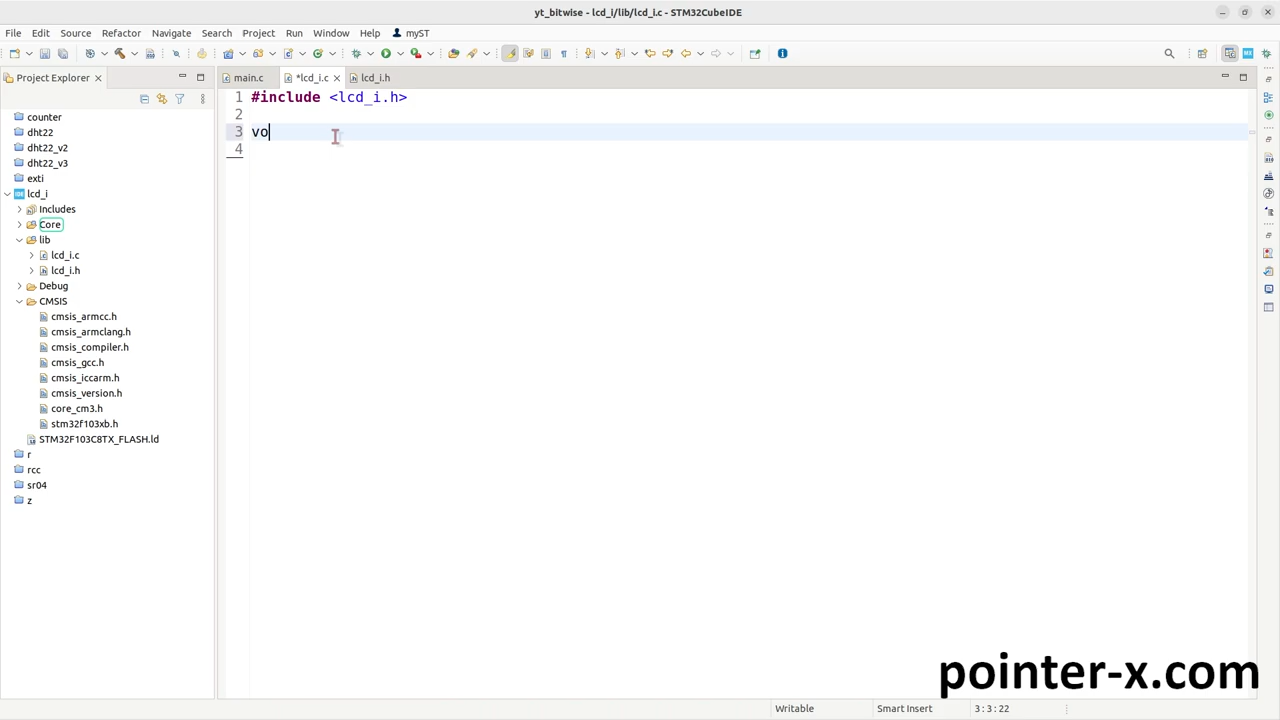 yt_bitwise - lcd_i/lib/lcd_i.c - STM32CubeIDE
File Edit Source Refactor Navigate Search Project Run Window Help myST
Project Explorer
main.c *lcd_i.c lcd_i.h
counter
dht22
dht22_v2
dht22_v3
exti
lcd_i
Includes
Core
lib
lcd_i.c
lcd_i.h
Debug
CMSIS
cmsis_armcc.h
cmsis_armclang.h
cmsis_compiler.h
cmsis_gcc.h
cmsis_iccarm.h
cmsis_version.h
core_cm3.h
stm32f103xb.h
STM32F103C8TX_FLASH.ld
r
rcc
sr04
z
1 #include <lcd_i.h>
2
3 vo
4
pointer-x.com
Writable Smart Insert 3 : 3 : 22